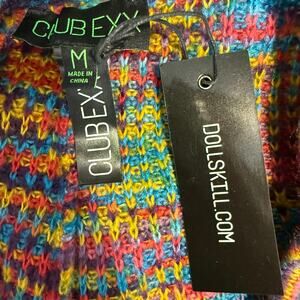 CLUB EXX
M
MADE IN
CHINA
CLUB EXX
DOLLSKILL.COM